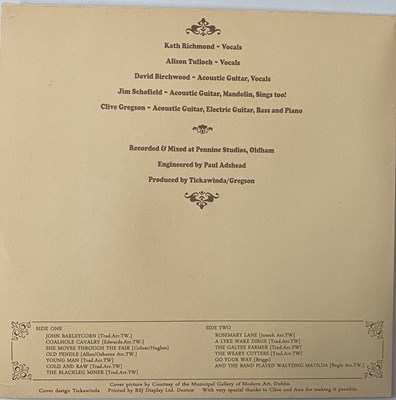 Kath Richmond ~ Vocals
Alison Tulloch ~ Vocals
David Birchwood ~ Acoustic Guitar, Vocals
Jim Schofield ~ Acoustic Guitar, Mandolin, Sings too!
Clive Gregson ~ Acoustic Guitar, Electric Guitar, Bass and Piano
Recorded & Mixed at Pennine Studios, Oldham
Engineered by Paul Adshead
Produced by Tickawinda/Gregson
SIDE ONE
JOHN BARLEYCORN [Trad.Arr.TW.]
COALHOLE CAVALRY [Edwards.Arr.TW.]
SHE MOVES THROUGH THE FAIR [Colum/Hughes]
OLD PENDLE [Allen/Osborne Arr.TW]
YOUNG MAN [Trad.Arr.TW]
COLD AND RAW [Trad.Arr.TW]
THE BLACKLEG MINER [Trad.Arr.TW]
SIDE TWO
ROSEMARY LANE [Jansch Arr.TW]
A LYKE WAKE DIRGE [Trad.Arr.TW]
THE GALTEE FARMER [Trad.Arr.TW]
THE WEARY CUTTERS [Trad.Arr.TW]
GO YOUR WAY [Briggs]
AND THE BAND PLAYED WALTZING MATILDA [Bogle Arr.TW.]
Cover picture by Courtesy of the Municipal Gallery of Modern Art, Dublin
Cover design Tickawinda Printed by Display Ltd. Denton With very special thanks to Clive and Ann for making it possible.